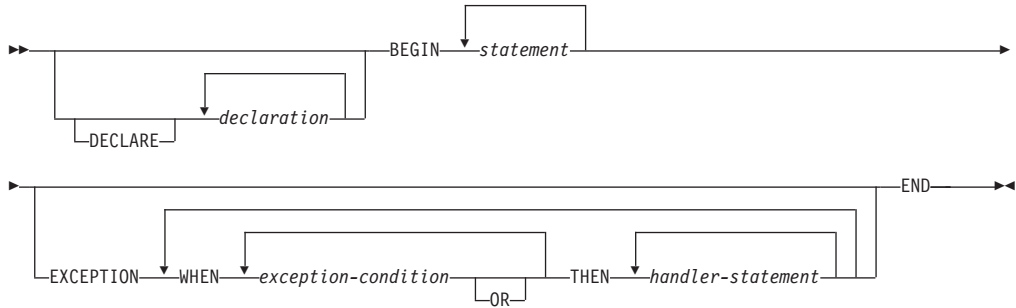 BEGIN statement
declaration
DECLARE
END
EXCEPTION WHEN exception-condition THEN handler-statement
OR